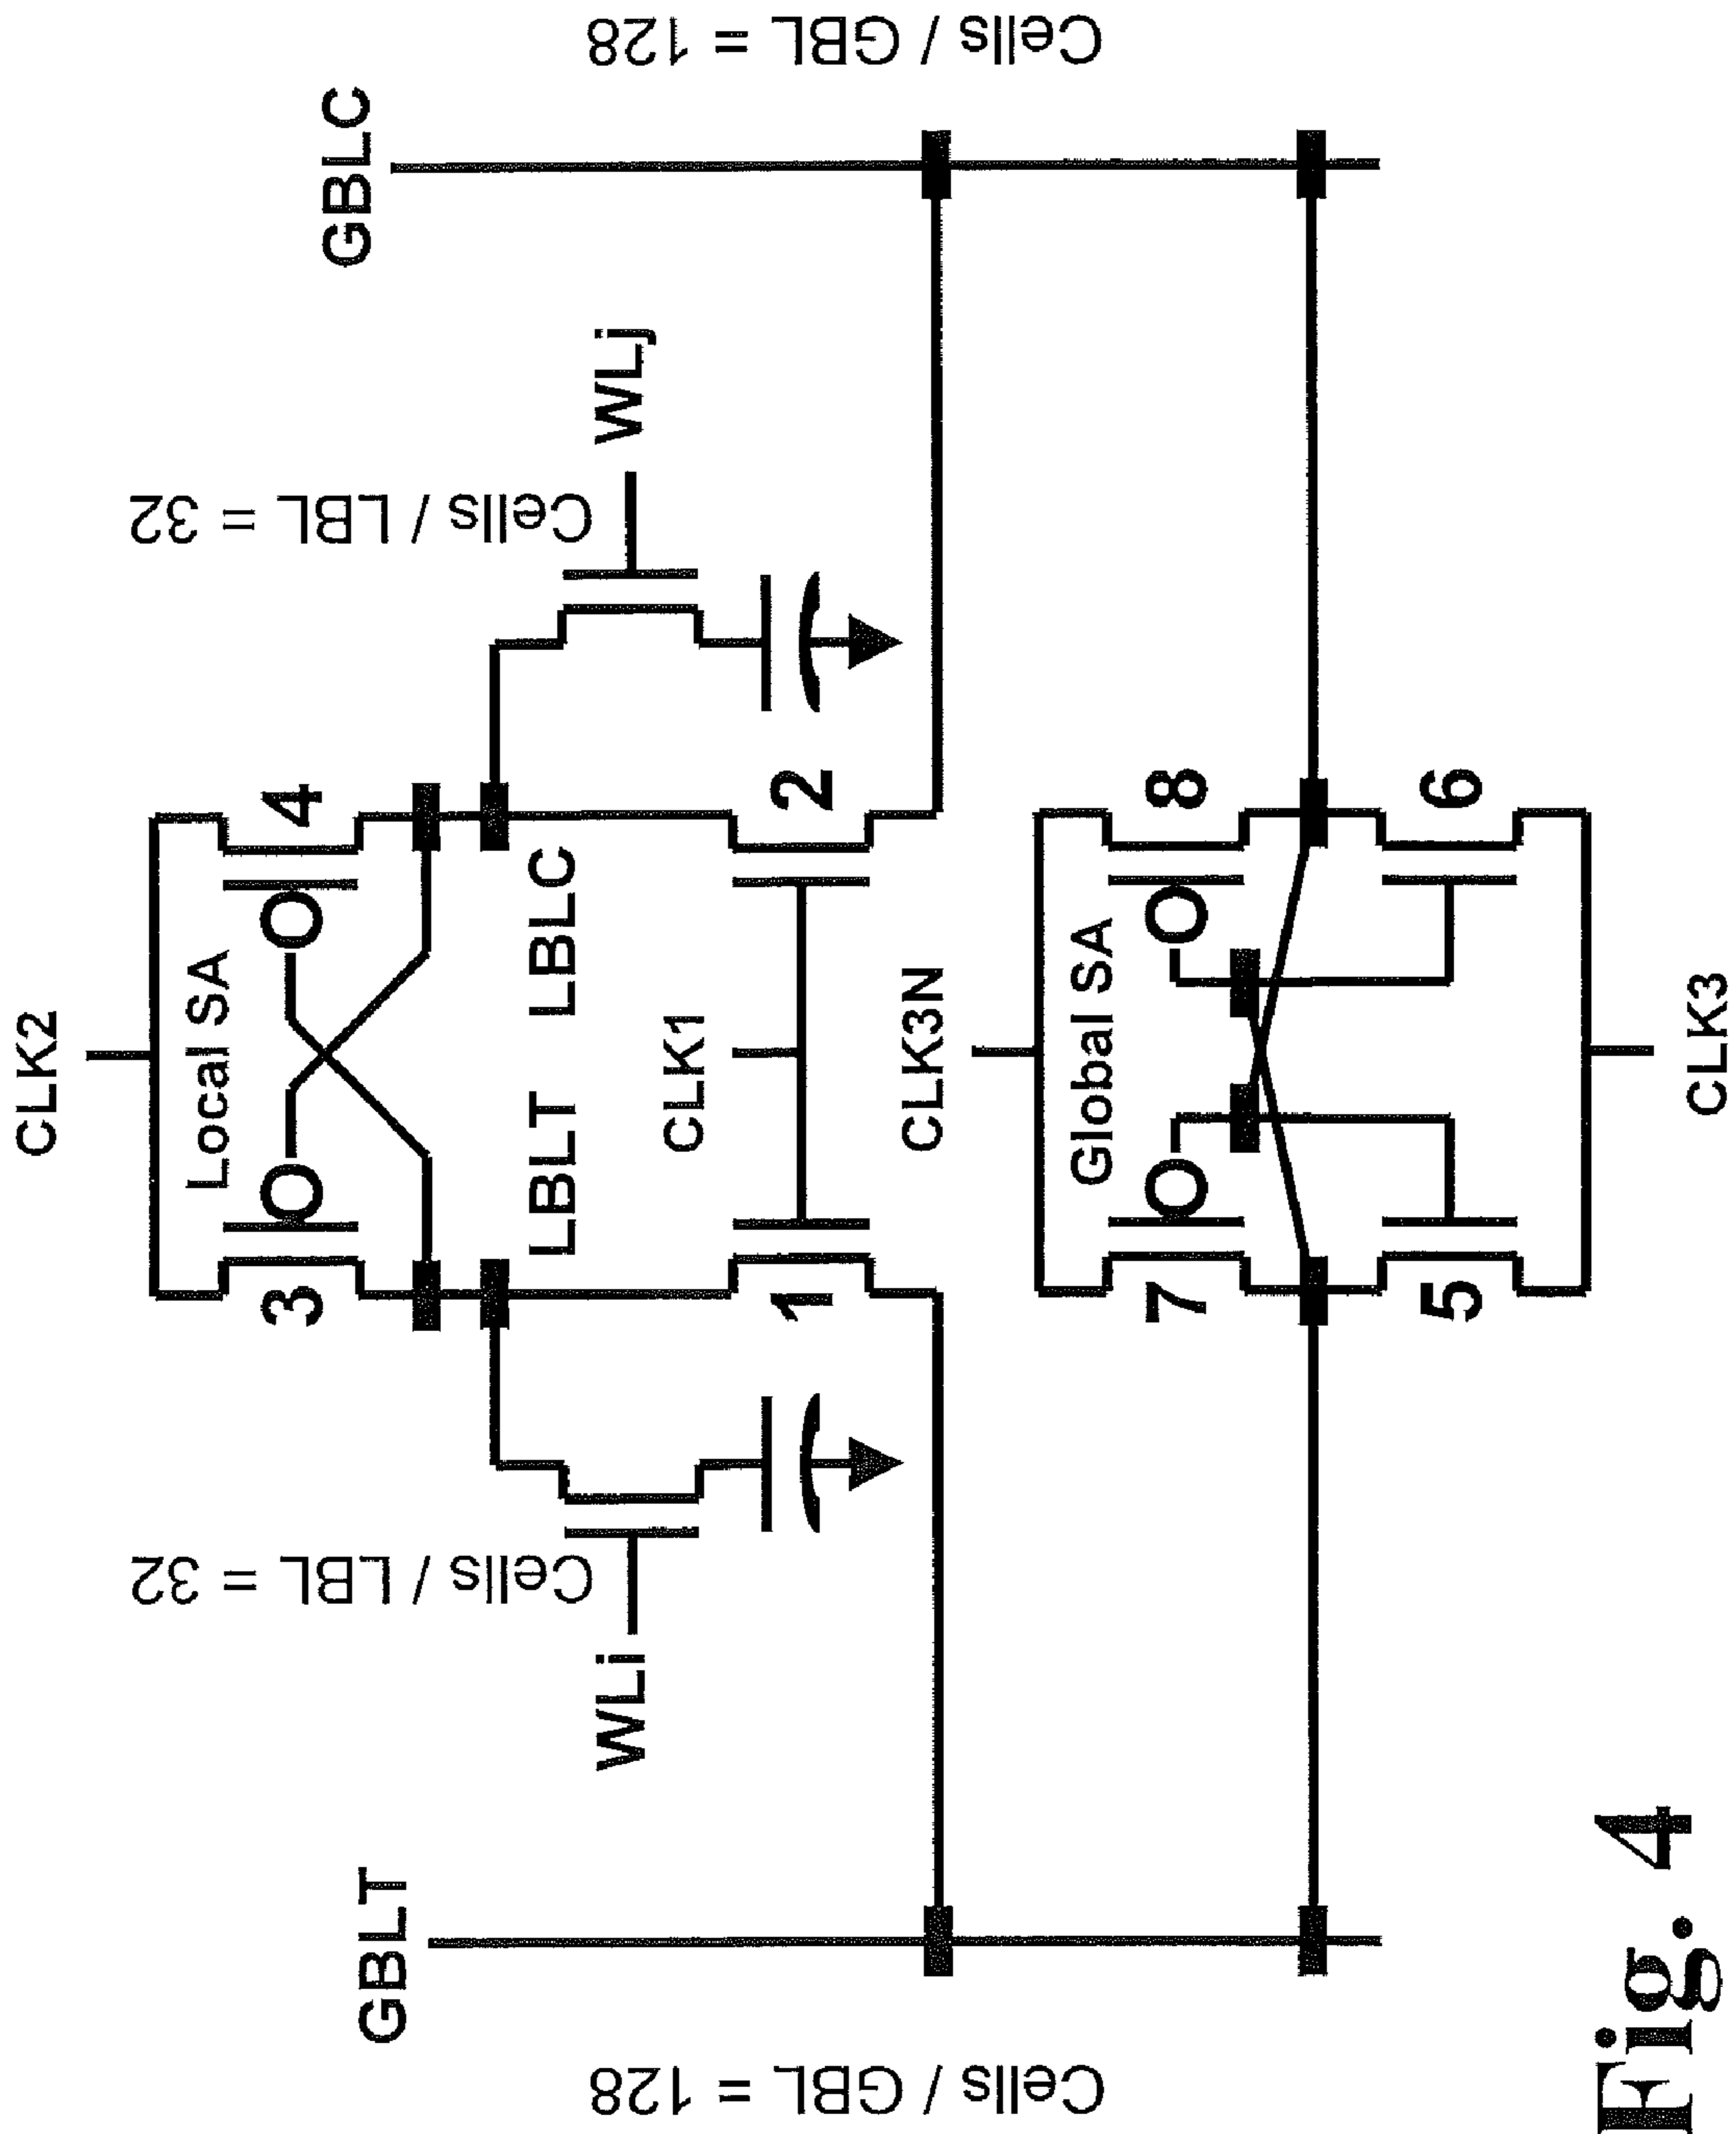 CLK2
Local SA
3
4
LBLT
LBLC
Cells / LBL = 32
Cells / LBL = 32
WLi
WLj
GBLT
GBLC
Cells / GBL = 128
Cells / GBL = 128
CLK1
1
2
CLK3N
Global SA
7
8
5
6
CLK3
Fig. 4